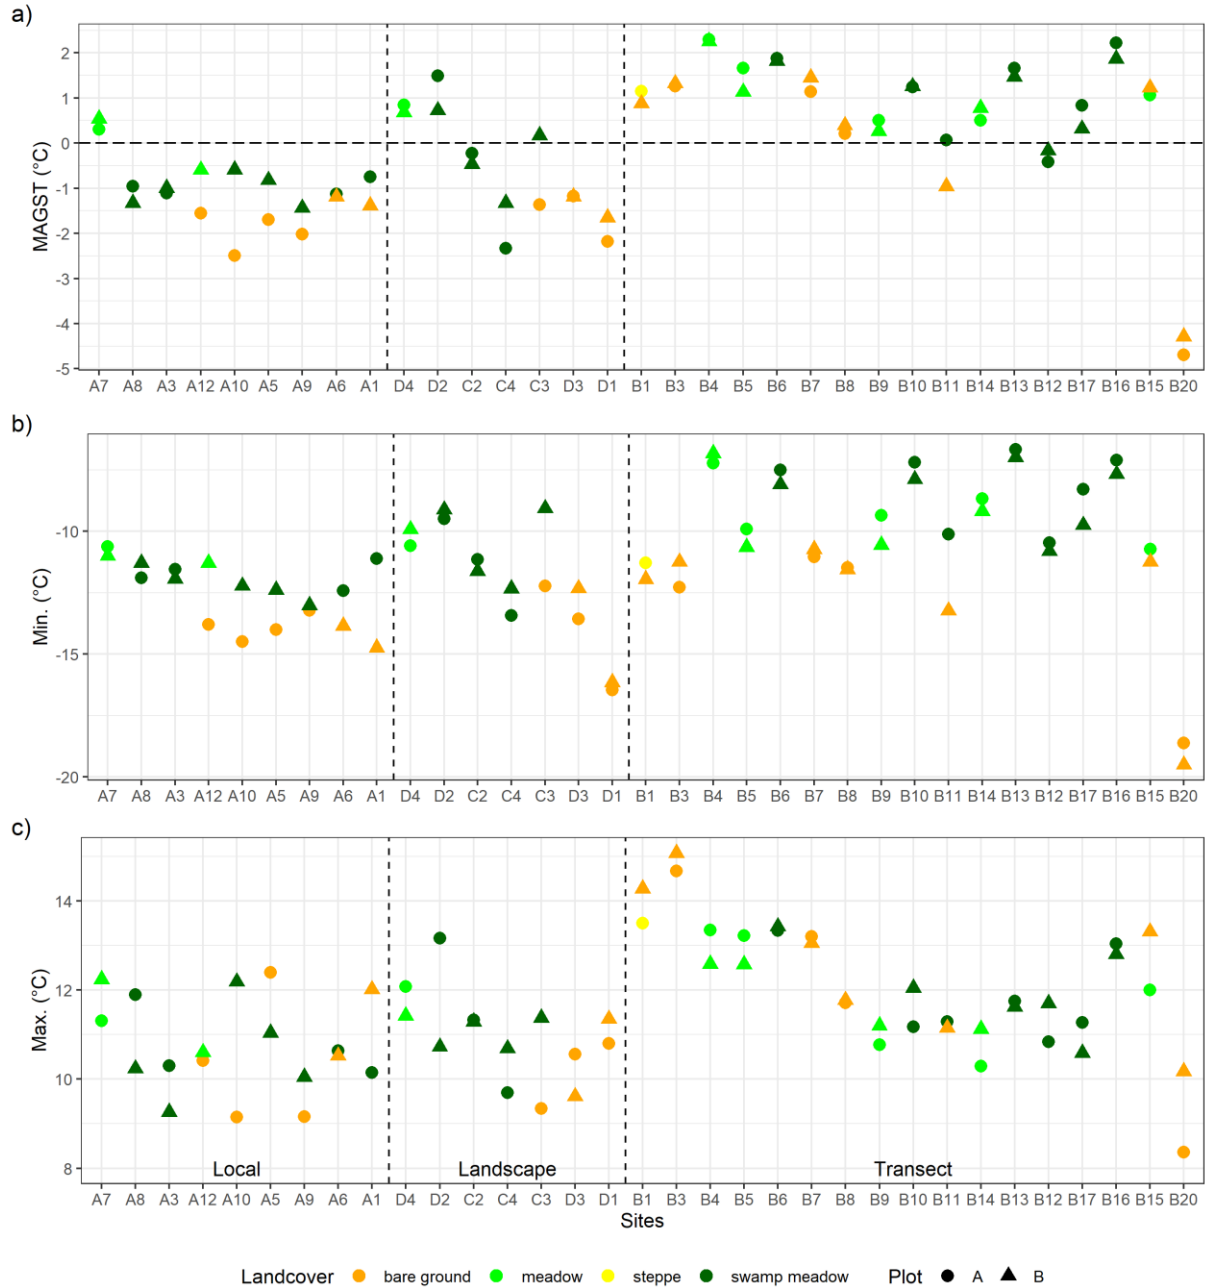 a)
MAGST (°C)
2
1
0
-1
-2
-3
-4
-5
A7 A8 A3 A12 A10 A5 A9 A6 A1 D4 D2 C2 C4 C3 D3 D1 B1 B3 B4 B5 B6 B7 B8 B9 B10 B11 B14 B13 B12 B17 B16 B15 B20
b)
Min. (°C)
-10
-15
-20
A7 A8 A3 A12 A10 A5 A9 A6 A1 D4 D2 C2 C4 C3 D3 D1 B1 B3 B4 B5 B6 B7 B8 B9 B10 B11 B14 B13 B12 B17 B16 B15 B20
c)
Max. (°C)
14
12
10
8
Local Landscape Transect
A7 A8 A3 A12 A10 A5 A9 A6 A1 D4 D2 C2 C4 C3 D3 D1 B1 B3 B4 B5 B6 B7 B8 B9 B10 B11 B14 B13 B12 B17 B16 B15 B20
Sites
Landcover bare ground meadow steppe swamp meadow Plot A B